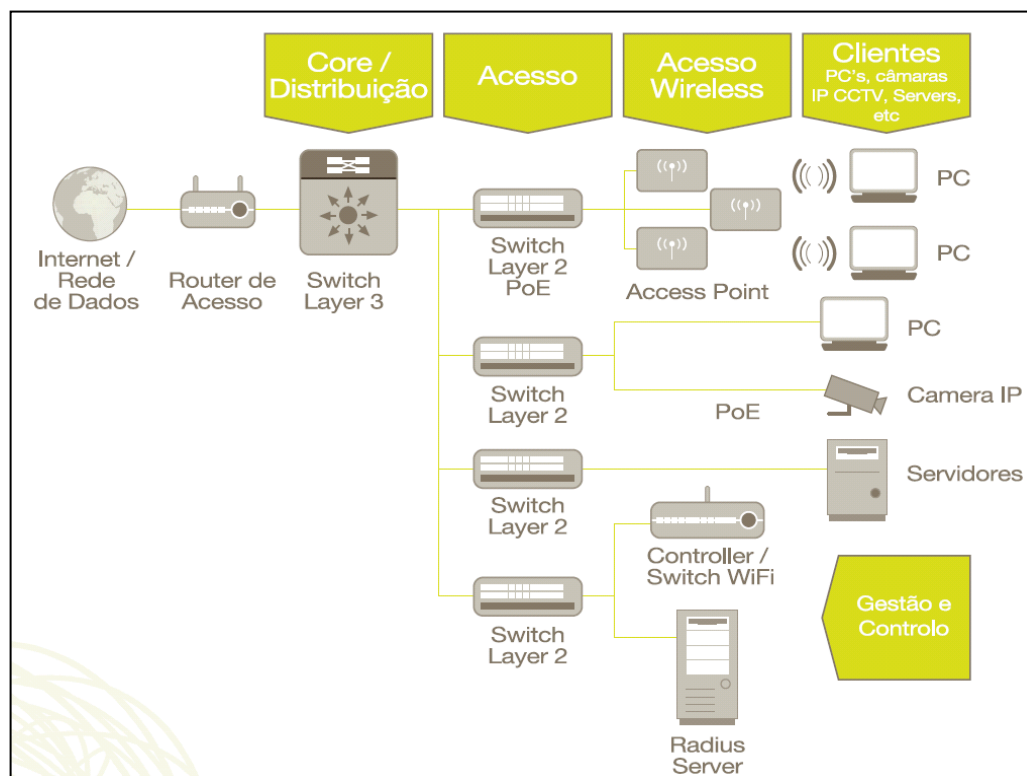 Core /
Distribuição
Acesso
Acesso
Wireless
Clientes
PC's, câmaras
IP CCTV, Servers,
etc
Internet /
Rede
de Dados
Router de
Acesso
Switch
Layer 3
Switch
Layer 2
PoE
Access Point
PC
PC
Switch
Layer 2
PC
PoE
Camera IP
Switch
Layer 2
Servidores
Controller /
Switch WiFi
Switch
Layer 2
Gestão e
Controlo
Radius
Server